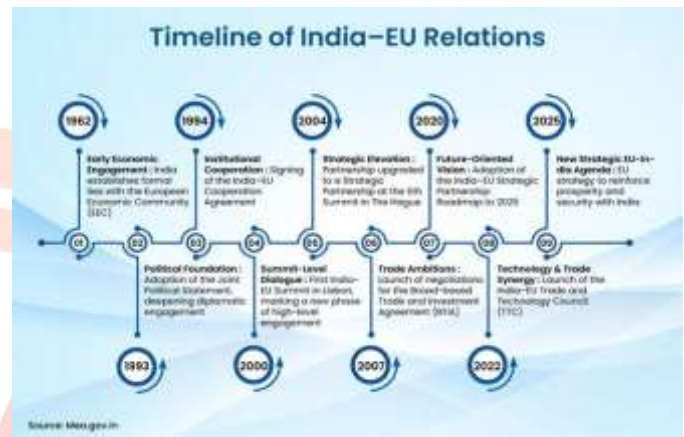 Timeline of India–EU Relations
1962
1994
2004
2020
2025
Early Economic
Engagement : India
establishes formal
ties with the European
Economic Community
(EEC)
Institutional
Cooperation : Signing
of the India-EU
Cooperation
Agreement
Strategic Elevation :
Partnership upgraded
to a Strategic
Partnership at the 5th
Summit in The Hague
Future-Oriented
Vision : Adoption of
the India-EU Strategic
Partnership:
Roadmap to 2025
New Strategic EU-In-
dia Agenda : EU
strategy to reinforce
prosperity and
security with India
01
02
03
04
05
06
07
08
09
Political Foundation :
Adoption of the Joint
Political Statement,
deepening diplomatic
engagement
Summit-Level
Dialogue : First India-
EU Summit in Lisbon,
marking a new phase
of high-level
engagement
Trade Ambitions :
Launch of negotiations
for the Broad-based
Trade and Investment
Agreement (BTIA)
Technology & Trade
Synergy : Launch of the
India-EU Trade and
Technology Council
(TTC)
1993
2000
2007
2022
Source: Mea.gov.in